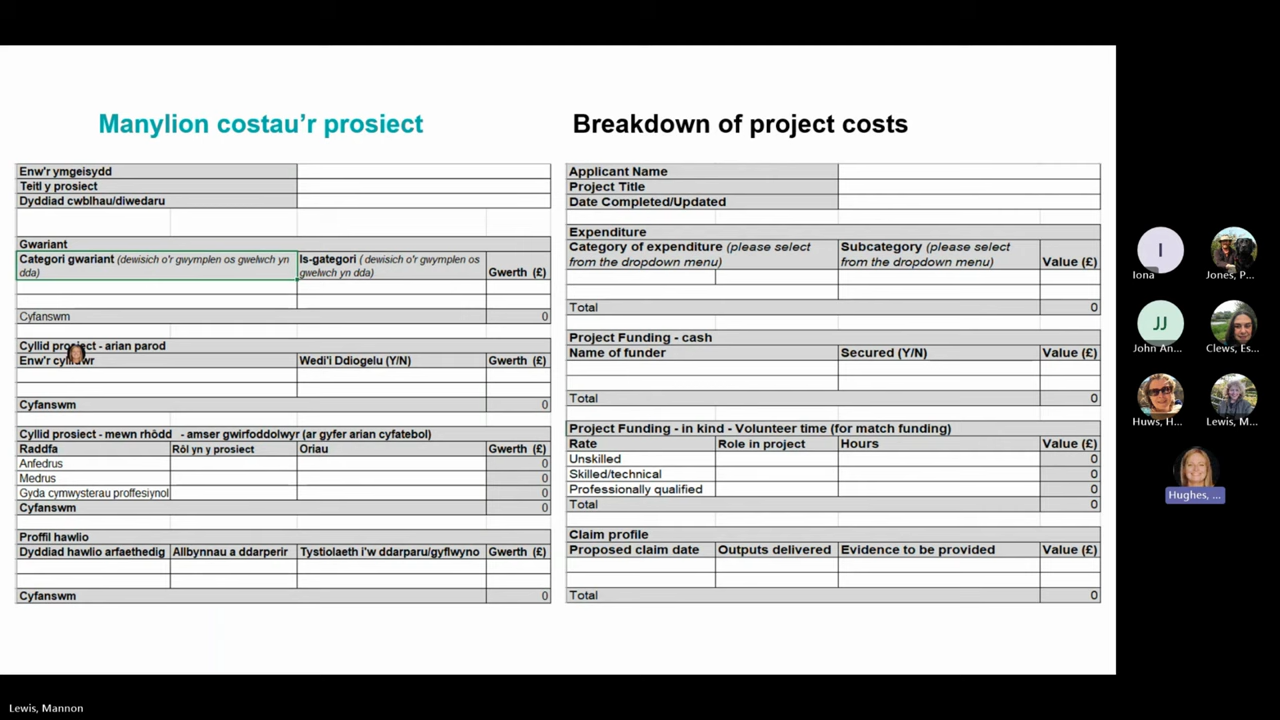 Manylion costau'r prosiect
Enw'r ymgeisydd
Teitl y prosiect
Dyddiad cwblhau/diwedaru
Gwariant
Categori gwariant (dewisich o'r gwymplen os gwelwch yn dda) Is-gategori ( dewisich o'r gwymplen os gwelwch yn dda) Gwerth (£)
Cyfanswm 0
Cyllid prosiect - arian parod
Enw'r cyllidwr Wedi'i Ddiogelu (Y/N) Gwerth (£)
Cyfanswm 0
Cyllid prosiect - mewn rhôdd - amser gwirfoddolwyr (ar gyfer arian cyfatebol)
Raddfa Rôl yn y prosiect Oriau Gwerth (£)
Anfedrus 0
Medrus 0
Gyda cymwysterau proffesiynol 0
Cyfanswm 0
Proffil hawlio
Dyddiad hawlio arfaethedig Allbynnau a ddarperir Tystiolaeth i'w ddarparu/gyflwyno Gwerth (£)
Cyfanswm 0
Breakdown of project costs
Applicant Name
Project Title
Date Completed/Updated
Expenditure
Category of expenditure (please select from the dropdown menu) Subcategory (please select from the dropdown menu) Value (£)
Total 0
Project Funding - cash
Name of funder Secured (Y/N) Value (£)
Total 0
Project Funding - in kind - Volunteer time (for match funding)
Rate Role in project Hours Value (£)
Unskilled 0
Skilled/technical 0
Professionally qualified 0
Total 0
Claim profile
Proposed claim date Outputs delivered Evidence to be provided Value (£)
Total 0
I
Iona
Jones, P...
JJ
John An...
Clews, Es...
Huws, H...
Lewis, M...
Hughes, ...
Lewis, Mannon